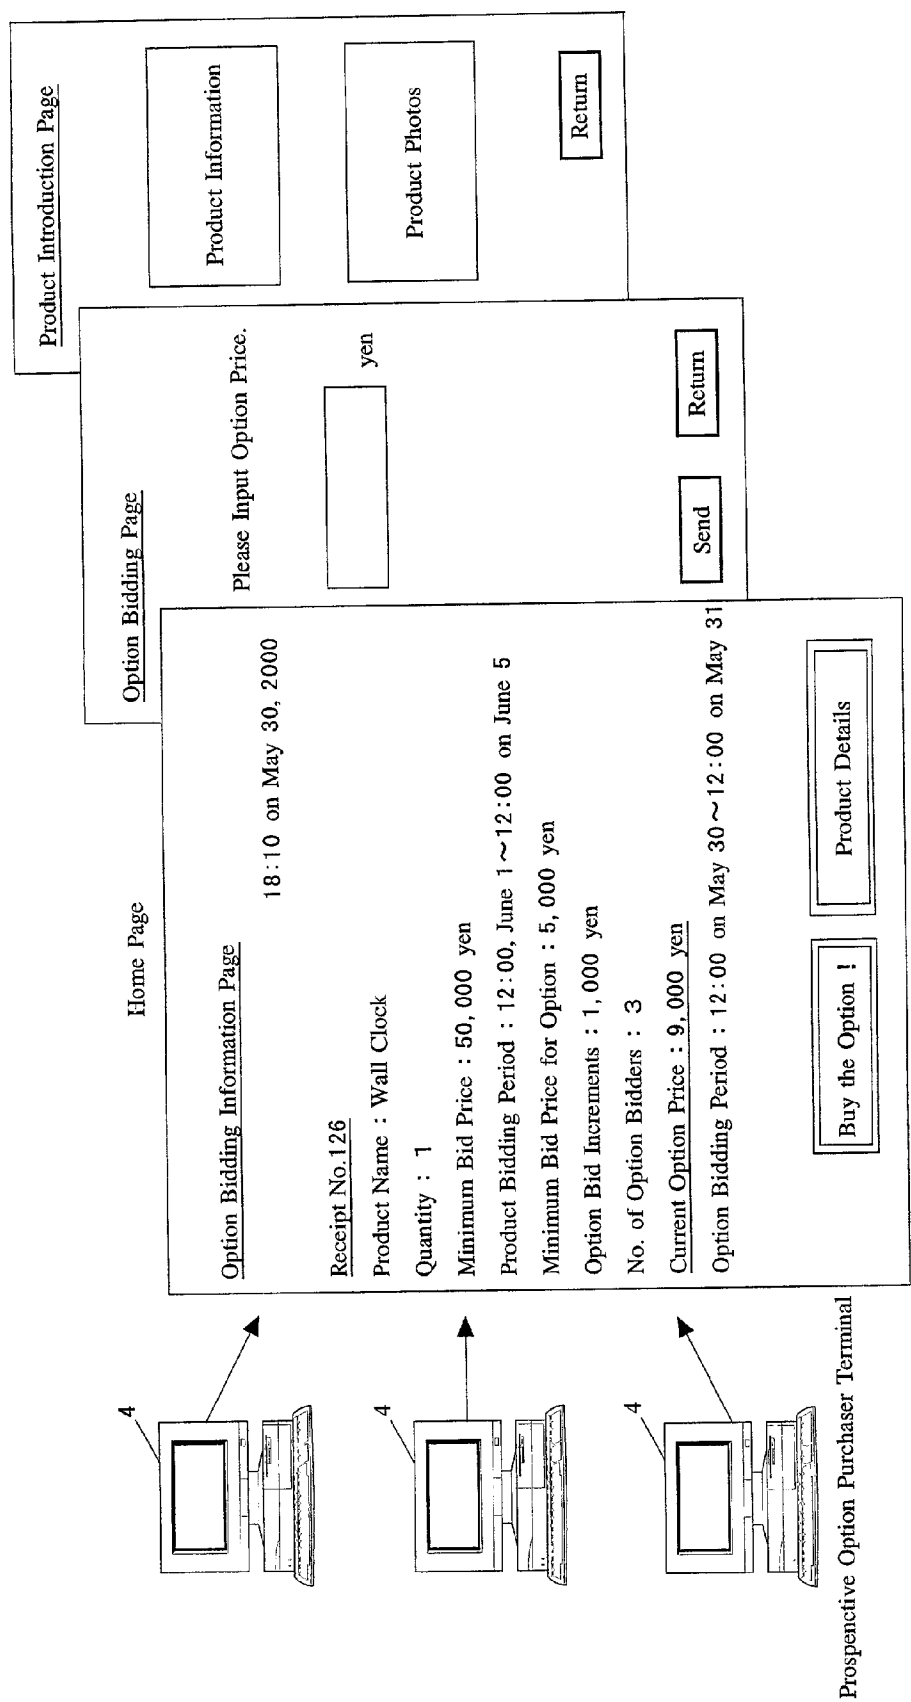 Home Page
Option Bidding Information Page
18:10 on May 30, 2000
Receipt No.126
Product Name : Wall Clock
Quantity : 1
Minimum Bid Price : 50, 000 yen
Product Bidding Period : 12:00, June 1～12:00 on June 5
Minimum Bid Price for Option : 5, 000 yen
Option Bid Increments : 1, 000 yen
No. of Option Bidders : 3
Current Option Price : 9, 000 yen
Option Bidding Period : 12:00 on May 30～12:00 on May 31
Buy the Option !
Product Details
Option Bidding Page
Please Input Option Price.
yen
Send
Return
Product Introduction Page
Product Information
Product Photos
Return
4
4
4
Prospenctive Option Purchaser Terminal